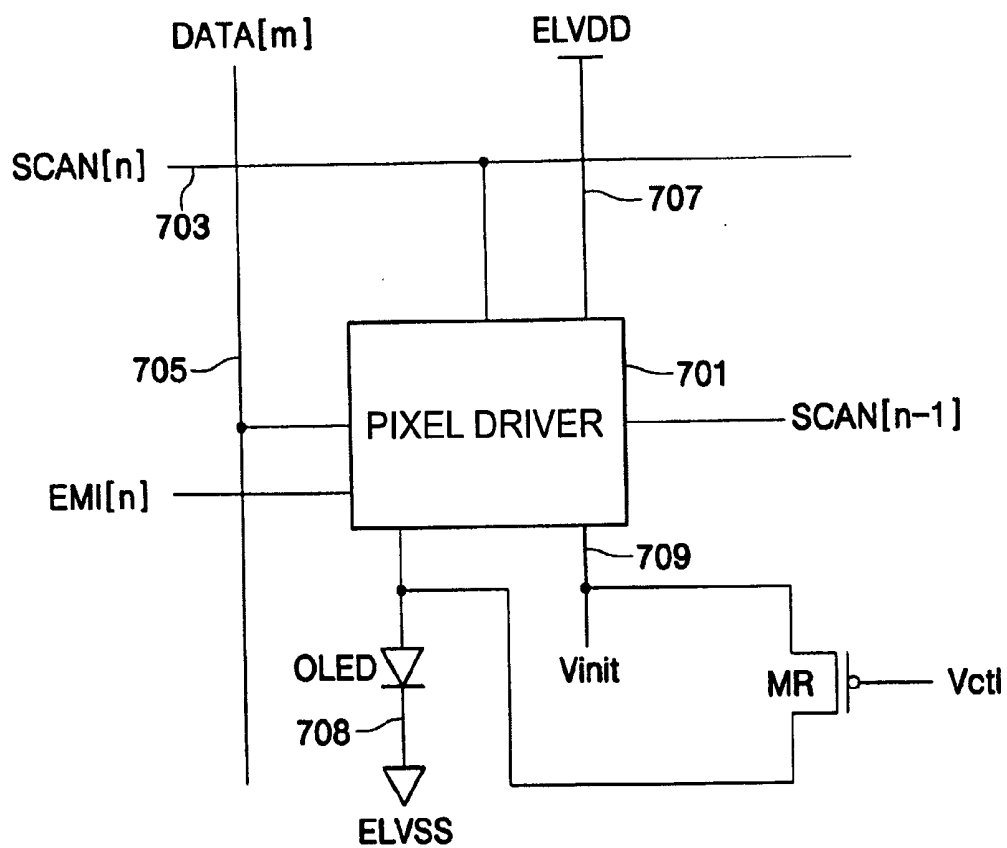 DATA[m]
ELVDD
SCAN[n]
703
707
705
701
PIXEL DRIVER
SCAN[n-1]
EMI[n]
709
OLED
Vinit
MR
Vctl
708
ELVSS